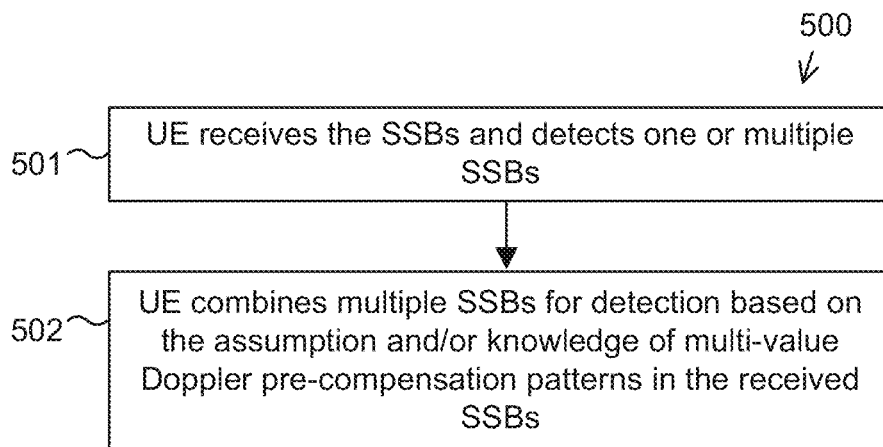 500
501
UE receives the SSBs and detects one or multiple
SSBs
502
UE combines multiple SSBs for detection based on
the assumption and/or knowledge of multi-value
Doppler pre-compensation patterns in the received
SSBs